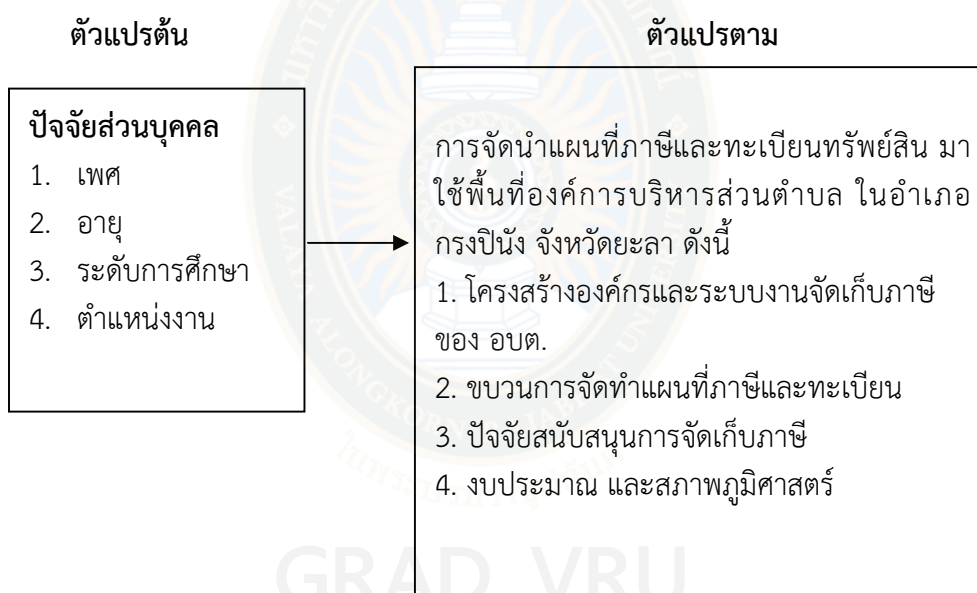 ตัวแปรต้น
ตัวแปรตาม
ปัจจัยส่วนบุคคล
1. เพศ
2. อายุ
3. ระดับการศึกษา
4. ตำแหน่งงาน
การจัดนำแผนที่ภาษีและทะเบียนทรัพย์สิน มา
ใช้พื้นที่องค์การบริหารส่วนตำบล ในอำเภอ
กรงปินัง จังหวัดยะลา ดังนี้
1. โครงสร้างองค์กรและระบบงานจัดเก็บภาษี
ของ อบต.
2. ขบวนการจัดทำแผนที่ภาษีและทะเบียน
3. ปัจจัยสนับสนุนการจัดเก็บภาษี
4. งบประมาณ และสภาพภูมิศาสตร์
GRAD VRU